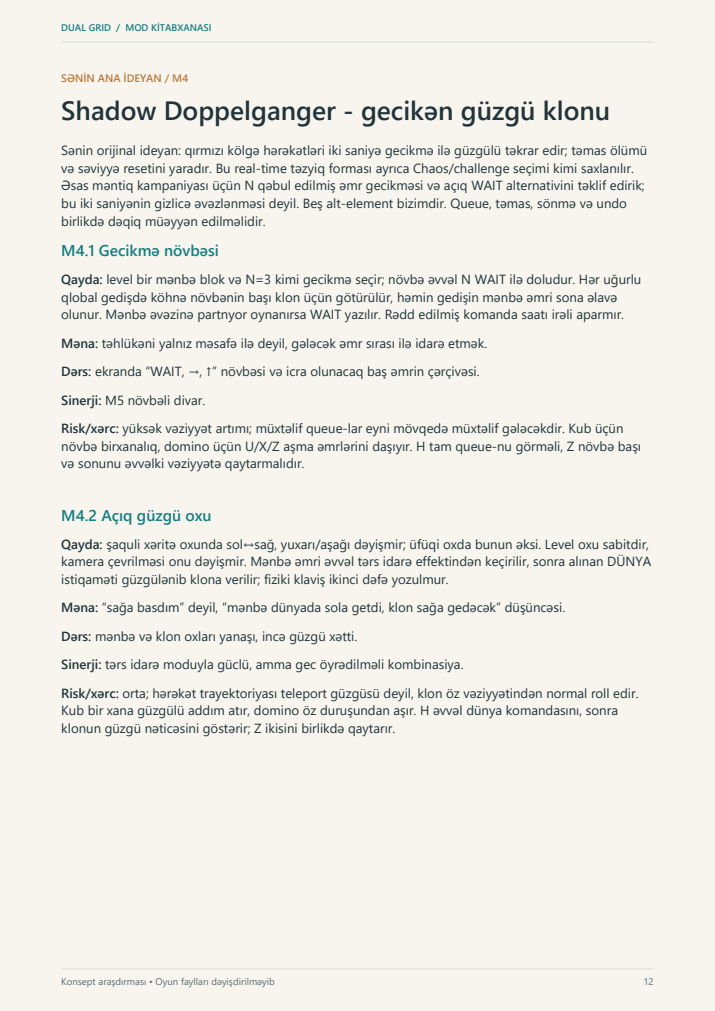 DUAL GRID / MOD KİTABXANASI
SƏNİN ANA İDEYAN / M4
Shadow Doppelganger - gecikən güzgü klonu
Sənin orijinal ideyan: qırmızı kölgə hərəkətləri iki saniyə gecikmə ilə güzgülü təkrar edir; təmas ölümü
və səviyyə resetini yaradır. Bu real-time təzyiq forması ayrıca Chaos/challenge seçimi kimi saxlanılır.
Əsas məntiq kampaniyası üçün N qəbul edilmiş əmr gecikməsi və açıq WAIT alternativini təklif edirik;
bu iki saniyənin gizlicə əvəzlənməsi deyil. Beş alt-element bizimdir. Queue, təmas, sönmə və undo
birlikdə dəqiq müəyyən edilməlidir.
M4.1 Gecikmə növbəsi
Qayda: level bir mənbə blok və N=3 kimi gecikmə seçir; növbə əvvəl N WAIT ilə doludur. Hər uğurlu
qlobal gedişdə köhnə növbənin başı klon üçün götürülür, həmin gedişin mənbə əmri sona əlavə
olunur. Mənbə əvəzinə partnyor oynanırsa WAIT yazılır. Rədd edilmiş komanda saatı irəli aparmır.
Məna: təhlükəni yalnız məsafə ilə deyil, gələcək əmr sırası ilə idarə etmək.
Dərs: ekranda “WAIT, →, ↑” növbəsi və icra olunacaq baş əmrin çərçivəsi.
Sinerji: M5 növbəli divar.
Risk/xərc: yüksək vəziyyət artımı; müxtəlif queue-lar eyni mövqedə müxtəlif gələcəkdir. Kub üçün
növbə birxanalıq, domino üçün U/X/Z aşma əmrlərini daşıyır. H tam queue-nu görməli, Z növbə başı
və sonunu əvvəlki vəziyyətə qaytarmalıdır.
M4.2 Açıq güzgü oxu
Qayda: şaquli xəritə oxunda sol↔sağ, yuxarı/aşağı dəyişmir; üfüqi oxda bunun əksi. Level oxu sabitdir,
kamera çevrilməsi onu dəyişmir. Mənbə əmri əvvəl tərs idarə effektindən keçirilir, sonra alınan DÜNYA
istiqaməti güzgülənib klona verilir; fiziki klaviş ikinci dəfə yozulmur.
Məna: “sağa basdım” deyil, “mənbə dünyada sola getdi, klon sağa gedəcək” düşüncəsi.
Dərs: mənbə və klon oxları yanaşı, incə güzgü xətti.
Sinerji: tərs idarə moduyla güclü, amma gec öyrədilməli kombinasiya.
Risk/xərc: orta; hərəkət trayektoriyası teleport güzgüsü deyil, klon öz vəziyyətindən normal roll edir.
Kub bir xana güzgülü addım atır, domino öz duruşundan aşır. H əvvəl dünya komandasını, sonra
klonun güzgü nəticəsini göstərir; Z ikisini birlikdə qaytarır.
Konsept araşdırması • Oyun faylları dəyişdirilməyib
12